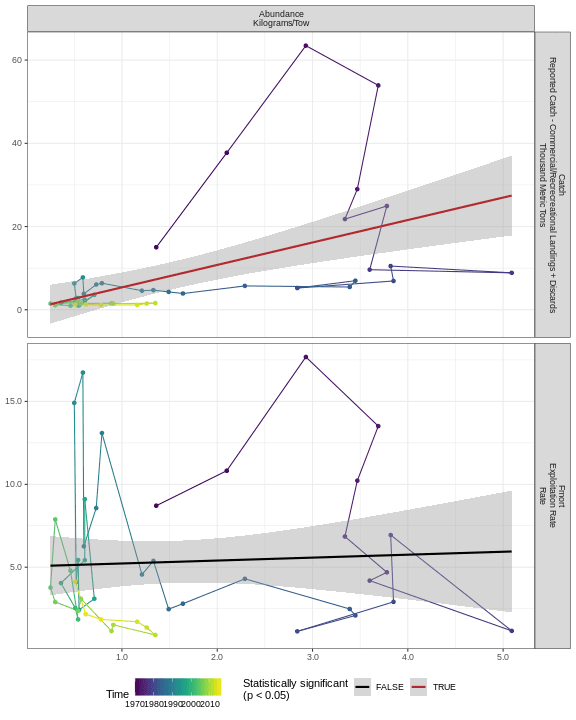 Abundance
Kilograms/Tow
60
40
20
0
Catch
Reported Catch - Commercial/Recreational Landings + Discards
Thousand Metric Tons
15.0
10.0
5.0
Fmort
Exploitation Rate
Rate
1.0 2.0 3.0 4.0 5.0
Time
1970 1980 1990 2000 2010
Statistically significant
(p < 0.05)
FALSE TRUE